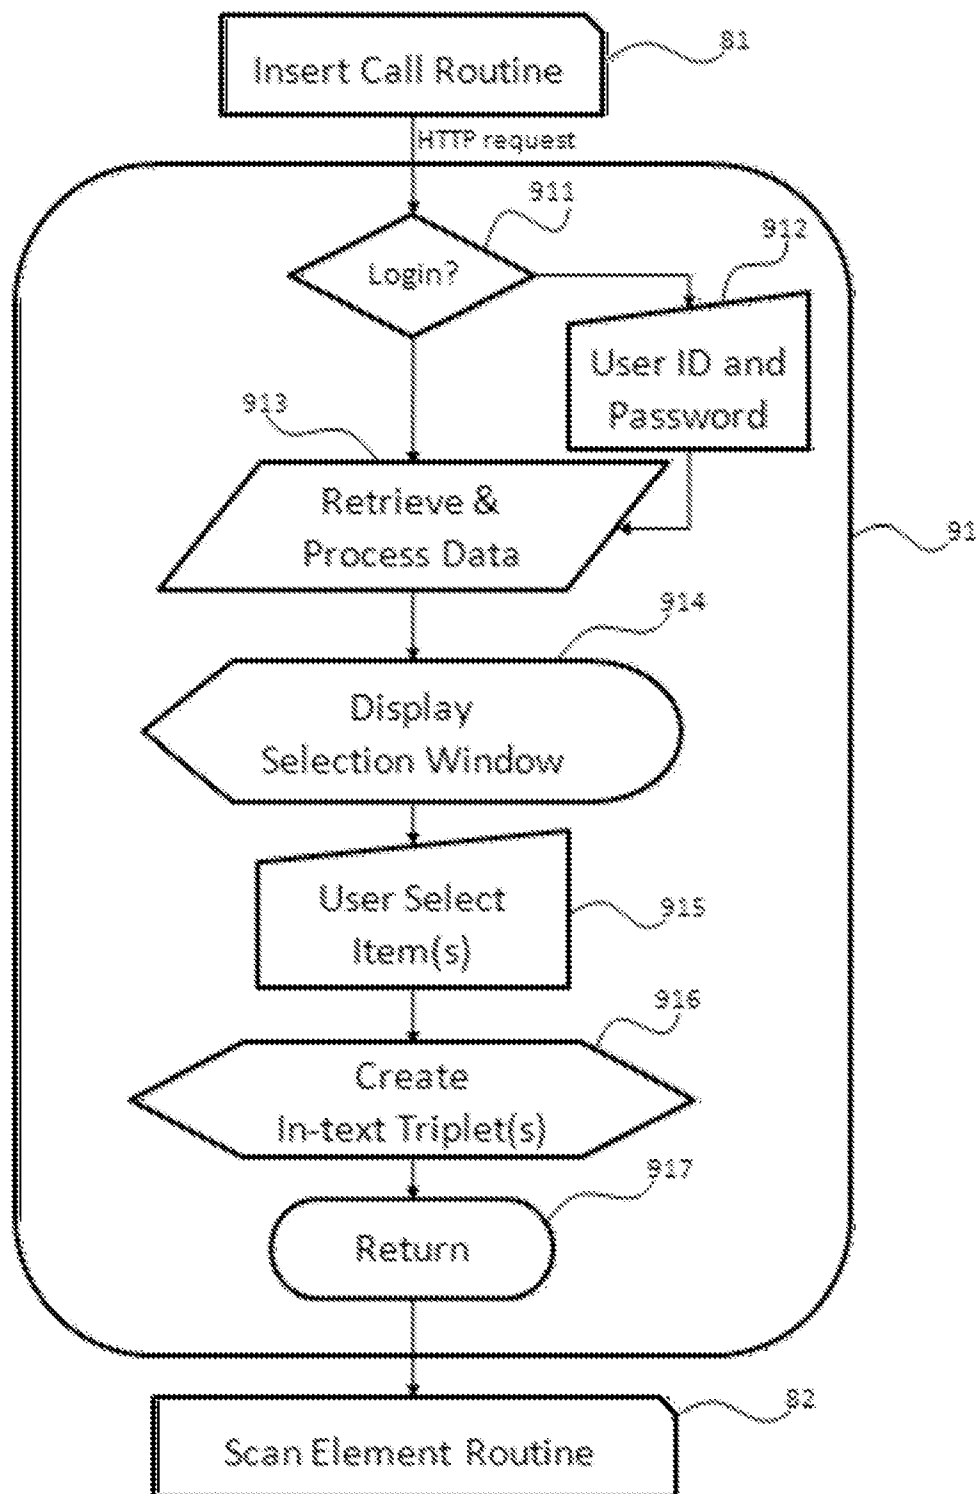 Insert Call Routine
81
HTTP request
911
Login?
912
User ID and
Password
913
Retrieve &
Process Data
91
914
Display
Selection Window
User Select
Item(s)
915
916
Create
In-text Triplet(s)
917
Return
82
Scan Element Routine